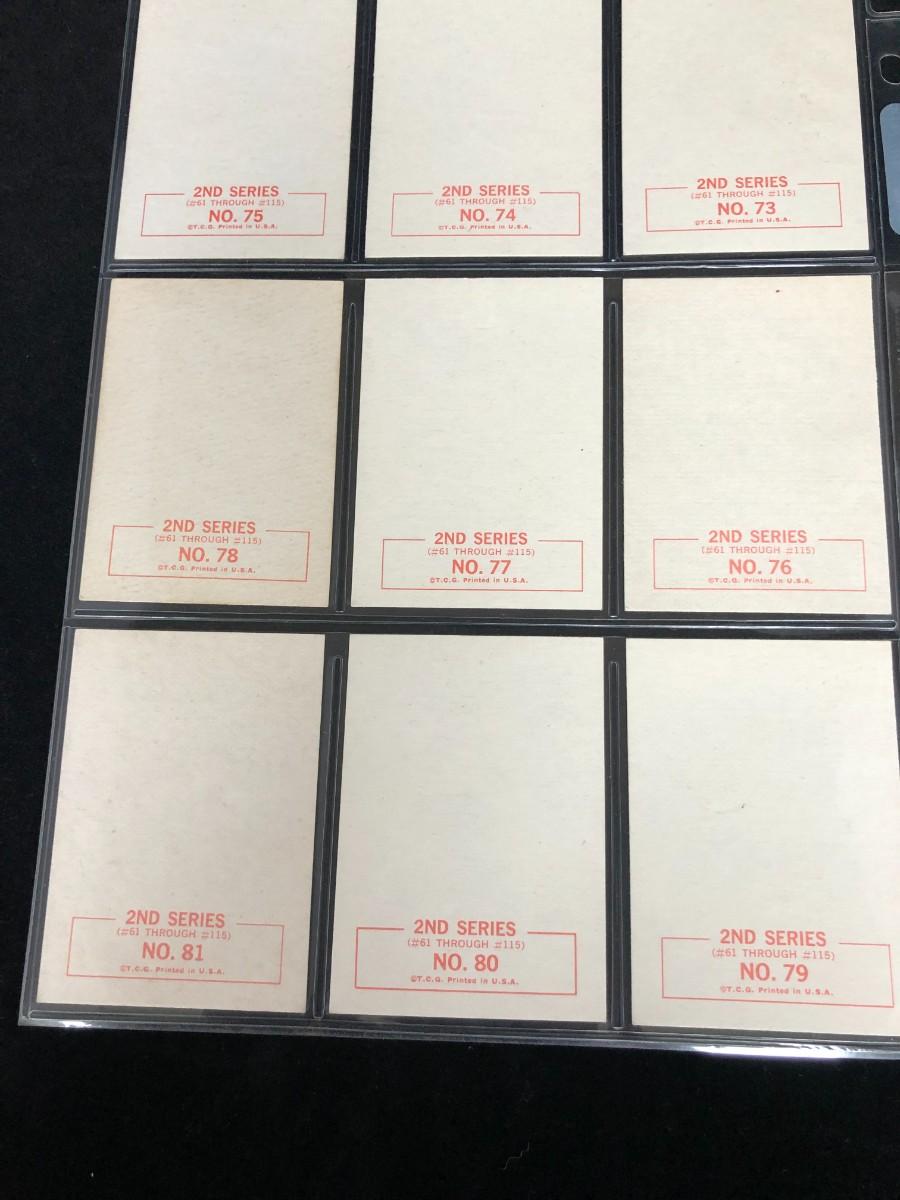 2ND SERIES
(#61 THROUGH #115)
NO. 75
©T.C.G. Printed in U.S.A.
2ND SERIES
(#61 THROUGH #115)
NO. 74
©T.C.G. Printed in U.S.A.
2ND SERIES
(#61 THROUGH #115)
NO. 73
©T.C.G. Printed in U.S.A.
2ND SERIES
(#61 THROUGH #115)
NO. 78
©T.C.G. Printed in U.S.A.
2ND SERIES
(#61 THROUGH #115)
NO. 77
©T.C.G. Printed in U.S.A.
2ND SERIES
(#61 THROUGH #115)
NO. 76
©T.C.G. Printed in U.S.A.
2ND SERIES
(#61 THROUGH #115)
NO. 81
©T.C.G. Printed in U.S.A.
2ND SERIES
(#61 THROUGH #115)
NO. 80
©T.C.G. Printed in U.S.A.
2ND SERIES
(#61 THROUGH #115)
NO. 79
©T.C.G. Printed in U.S.A.